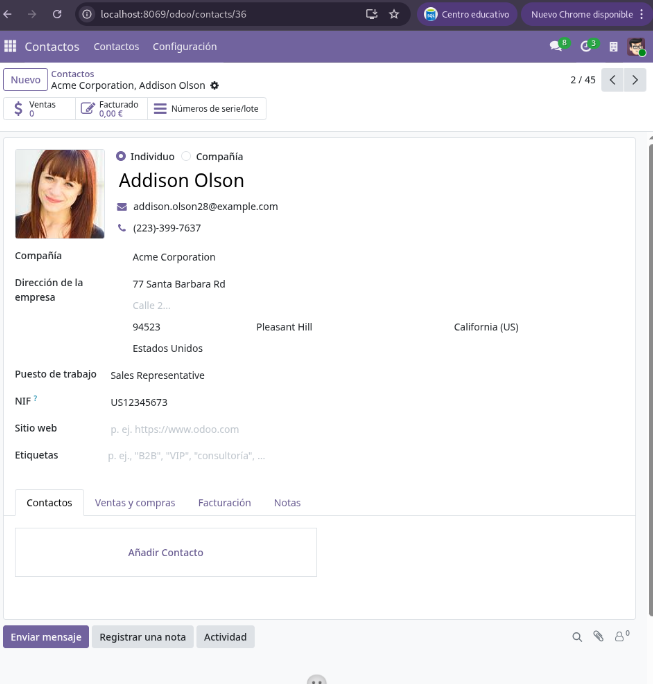 localhost:8069/odoo/contacts/36
Centro educativo
Nuevo Chrome disponible
Contactos
Contactos
Configuración
8
3
Nuevo
Contactos
Acme Corporation, Addison Olson
2 / 45
Ventas
0
Facturado
0,00 €
Números de serie/lote
Individuo
Compañía
Addison Olson
addison.olson28@example.com
(223)-399-7637
Compañía
Acme Corporation
Dirección de la
empresa
77 Santa Barbara Rd
Calle 2...
94523
Pleasant Hill
California (US)
Estados Unidos
Puesto de trabajo
Sales Representative
NIF ?
US12345673
Sitio web
p. ej. https://www.odoo.com
Etiquetas
p. ej., "B2B", "VIP", "consultoría", ...
Contactos
Ventas y compras
Facturación
Notas
Añadir Contacto
Enviar mensaje
Registrar una nota
Actividad
0